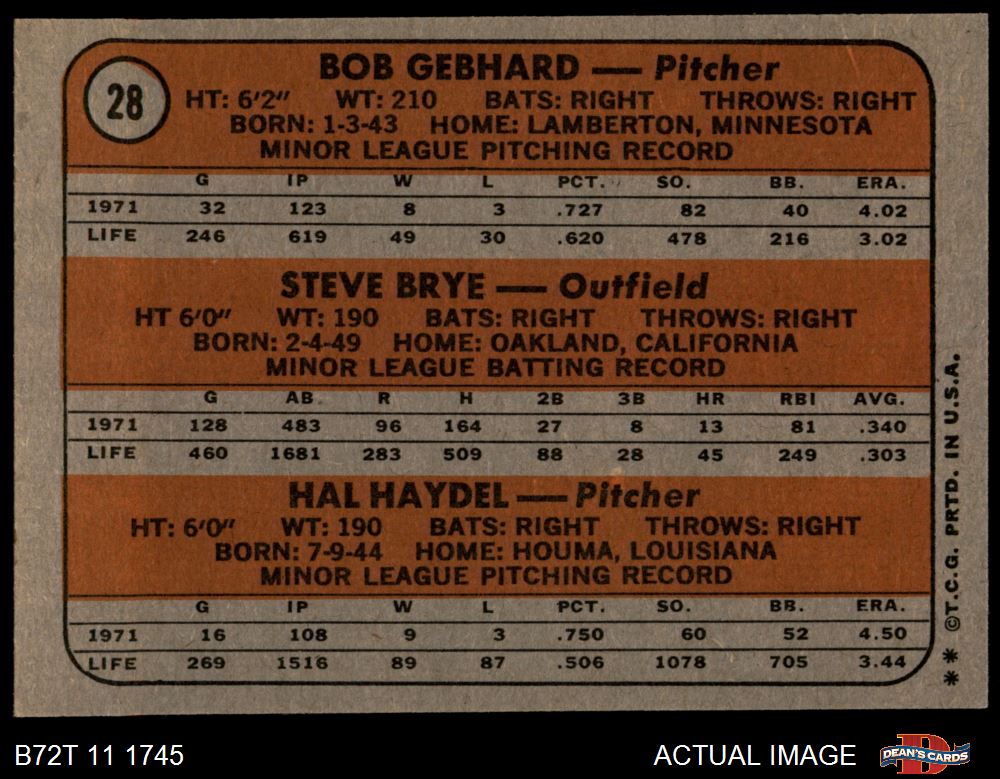 28
BOB GEBHARD — Pitcher
HT: 6'2" WT: 210 BATS: RIGHT THROWS: RIGHT
BORN: 1-3-43 HOME: LAMBERTON, MINNESOTA
MINOR LEAGUE PITCHING RECORD
G IP W L PCT. SO. BB. ERA.
1971 32 123 8 3 .727 82 40 4.02
LIFE 246 619 49 30 .620 478 216 3.02
STEVE BRYE — Outfield
HT 6'0" WT: 190 BATS: RIGHT THROWS: RIGHT
BORN: 2-4-49 HOME: OAKLAND, CALIFORNIA
MINOR LEAGUE BATTING RECORD
G AB. R H 2B 3B HR RBI AVG.
1971 128 483 96 164 27 8 13 81 .340
LIFE 460 1681 283 509 88 28 45 249 .303
HAL HAYDEL — Pitcher
HT: 6'0" WT: 190 BATS: RIGHT THROWS: RIGHT
BORN: 7-9-44 HOME: HOUMA, LOUISIANA
MINOR LEAGUE PITCHING RECORD
G IP W L PCT. SO. BB. ERA.
1971 16 108 9 3 .750 60 52 4.50
LIFE 269 1516 89 87 .506 1078 705 3.44
** ©T.C.G. PRTD. IN U.S.A.
B72T 11 1745 ACTUAL IMAGE
DEAN'S CARDS